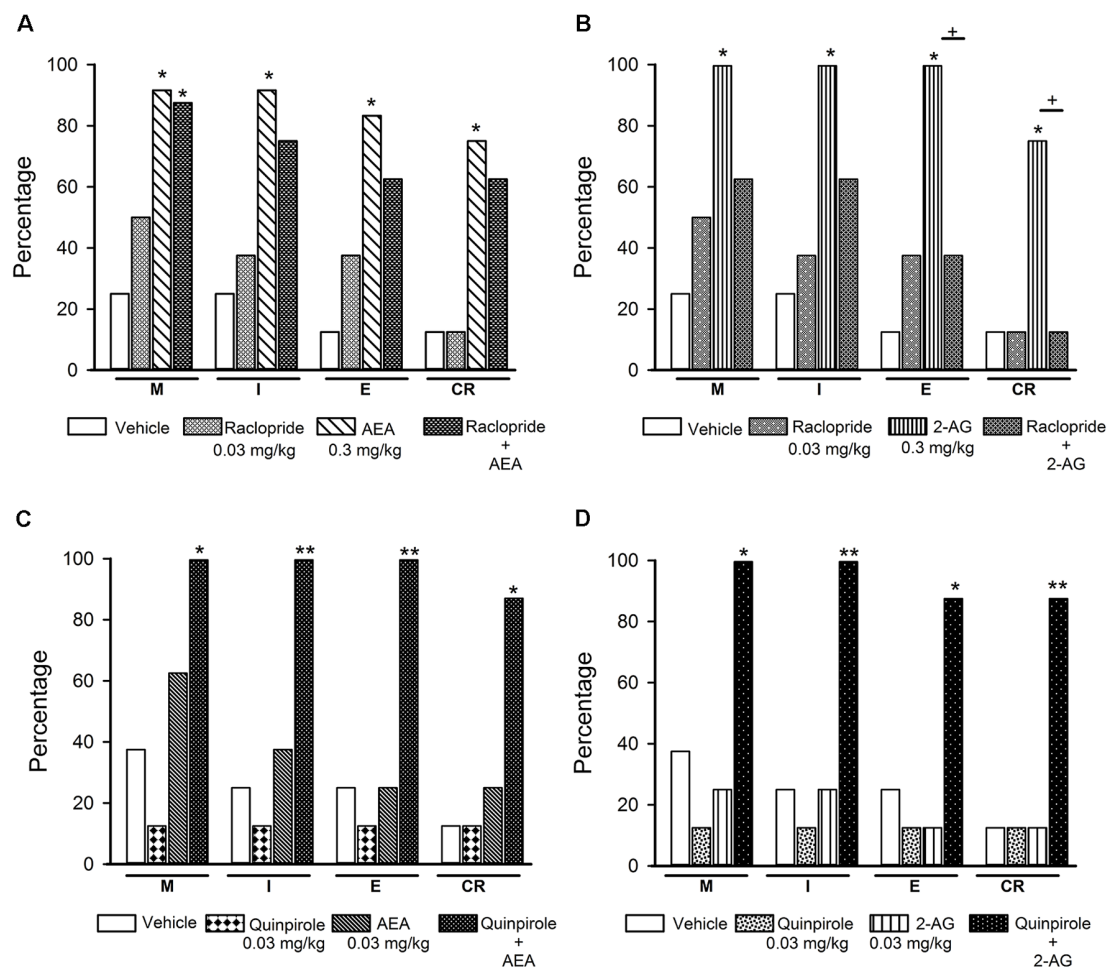 A
Percentage
100
80
60
40
20
0
* * * * *
M I E CR
Vehicle Raclopride AEA Raclopride
0.03 mg/kg 0.3 mg/kg +
AEA
B
Percentage
100
80
60
40
20
0
+
* * * +
*
M I E CR
Vehicle Raclopride 2-AG Raclopride
0.03 mg/kg 0.3 mg/kg +
2-AG
C
Percentage
100
80
60
40
20
0
* ** ** *
M I E CR
Vehicle Quinpirole AEA Quinpirole
0.03 mg/kg 0.03 mg/kg +
AEA
D
Percentage
100
80
60
40
20
0
* ** * **
M I E CR
Vehicle Quinpirole 2-AG Quinpirole
0.03 mg/kg 0.03 mg/kg +
2-AG